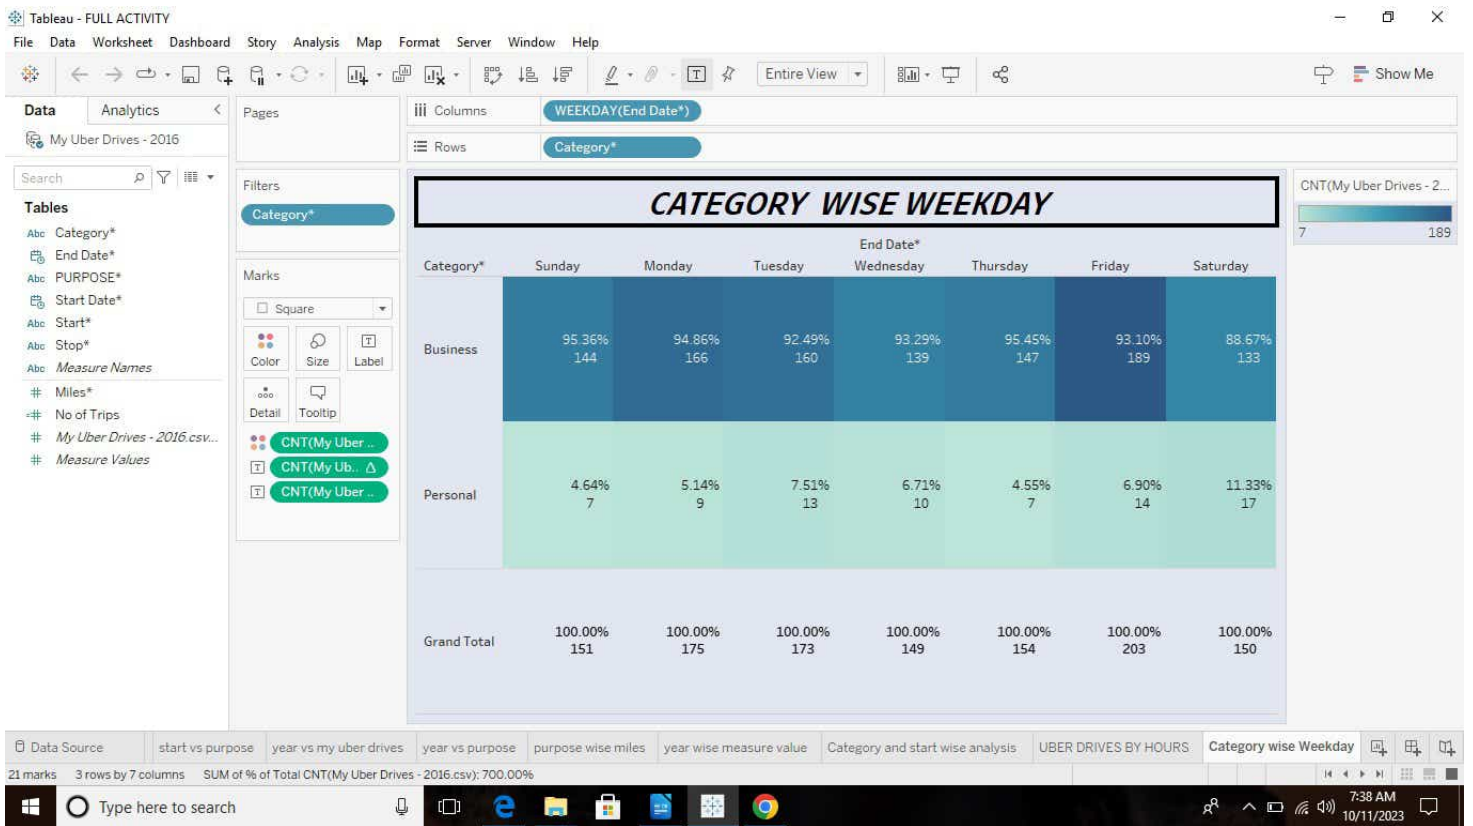 Tableau - FULL ACTIVITY
File Data Worksheet Dashboard Story Analysis Map Format Server Window Help
Entire View
Show Me
Data Analytics
My Uber Drives - 2016
Search
Tables
Abc Category*
End Date*
Abc PURPOSE*
Start Date*
Abc Start*
Abc Stop*
Abc Measure Names
# Miles*
=# No of Trips
# My Uber Drives - 2016.csv...
# Measure Values
Pages
Filters
Category*
Marks
Square
Color Size Label
Detail Tooltip
CNT(My Uber ..
CNT(My Ub.. Δ
CNT(My Uber ..
Columns WEEKDAY(End Date*)
Rows Category*
CATEGORY WISE WEEKDAY
End Date*
Category* Sunday Monday Tuesday Wednesday Thursday Friday Saturday
Business 95.36% 94.86% 92.49% 93.29% 95.45% 93.10% 88.67%
144 166 160 139 147 189 133
Personal 4.64% 5.14% 7.51% 6.71% 4.55% 6.90% 11.33%
7 9 13 10 7 14 17
Grand Total 100.00% 100.00% 100.00% 100.00% 100.00% 100.00% 100.00%
151 175 173 149 154 203 150
CNT(My Uber Drives - 2...
7 189
Data Source start vs purpose year vs my uber drives year vs purpose purpose wise miles year wise measure value Category and start wise analysis UBER DRIVES BY HOURS Category wise Weekday
21 marks 3 rows by 7 columns SUM of % of Total CNT(My Uber Drives - 2016.csv): 700.00%
Type here to search
7:38 AM
10/11/2023